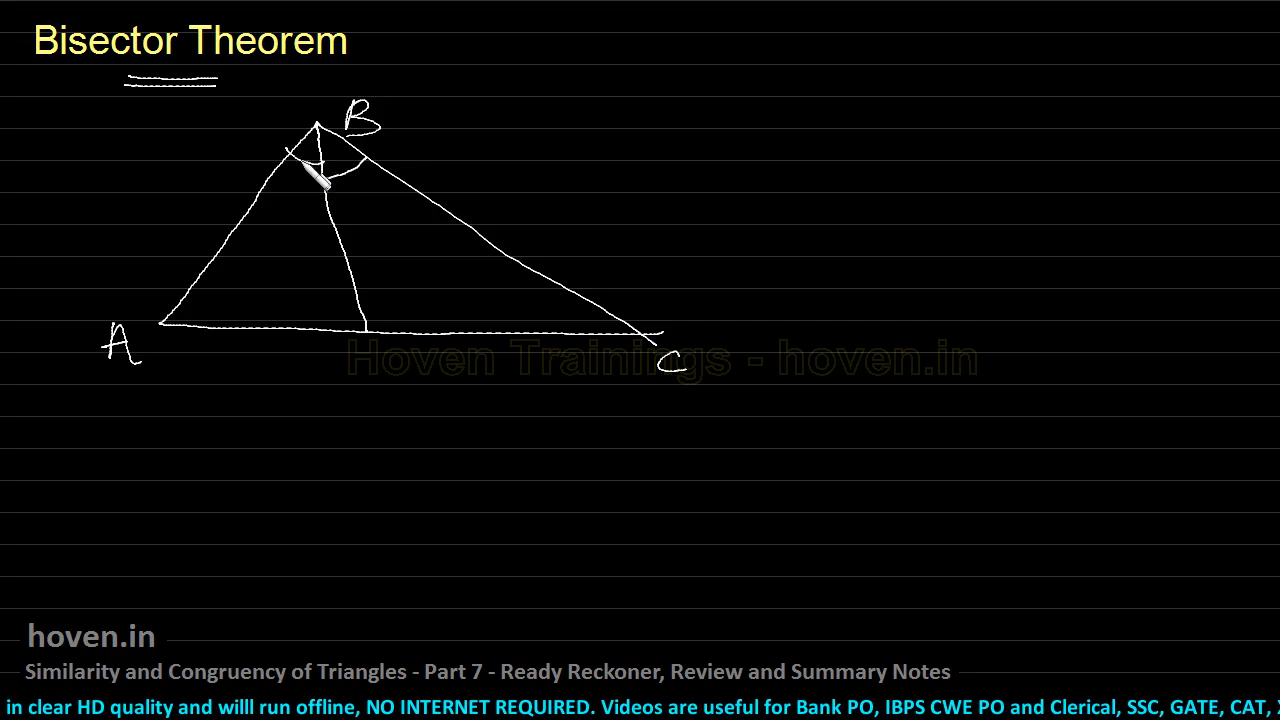 Bisector Theorem
B
A
C
Hoven Trainings - hoven.in
hoven.in
Similarity and Congruency of Triangles - Part 7 - Ready Reckoner, Review and Summary Notes
in clear HD quality and willl run offline, NO INTERNET REQUIRED. Videos are useful for Bank PO, IBPS CWE PO and Clerical, SSC, GATE, CAT,